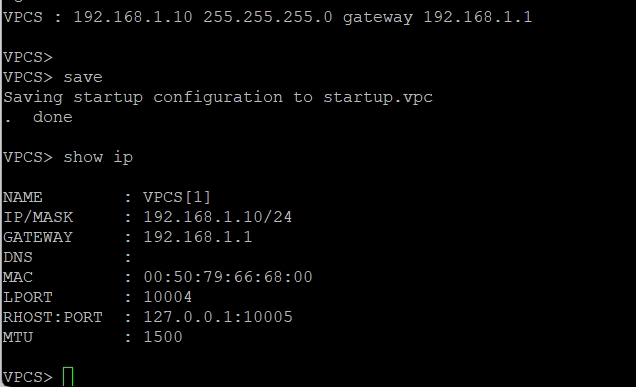 VPCS : 192.168.1.10 255.255.255.0 gateway 192.168.1.1
VPCS>
VPCS> save
Saving startup configuration to startup.vpc
.  done
VPCS> show ip
NAME        : VPCS[1]
IP/MASK     : 192.168.1.10/24
GATEWAY     : 192.168.1.1
DNS         :
MAC         : 00:50:79:66:68:00
LPORT       : 10004
RHOST:PORT  : 127.0.0.1:10005
MTU         : 1500
VPCS>